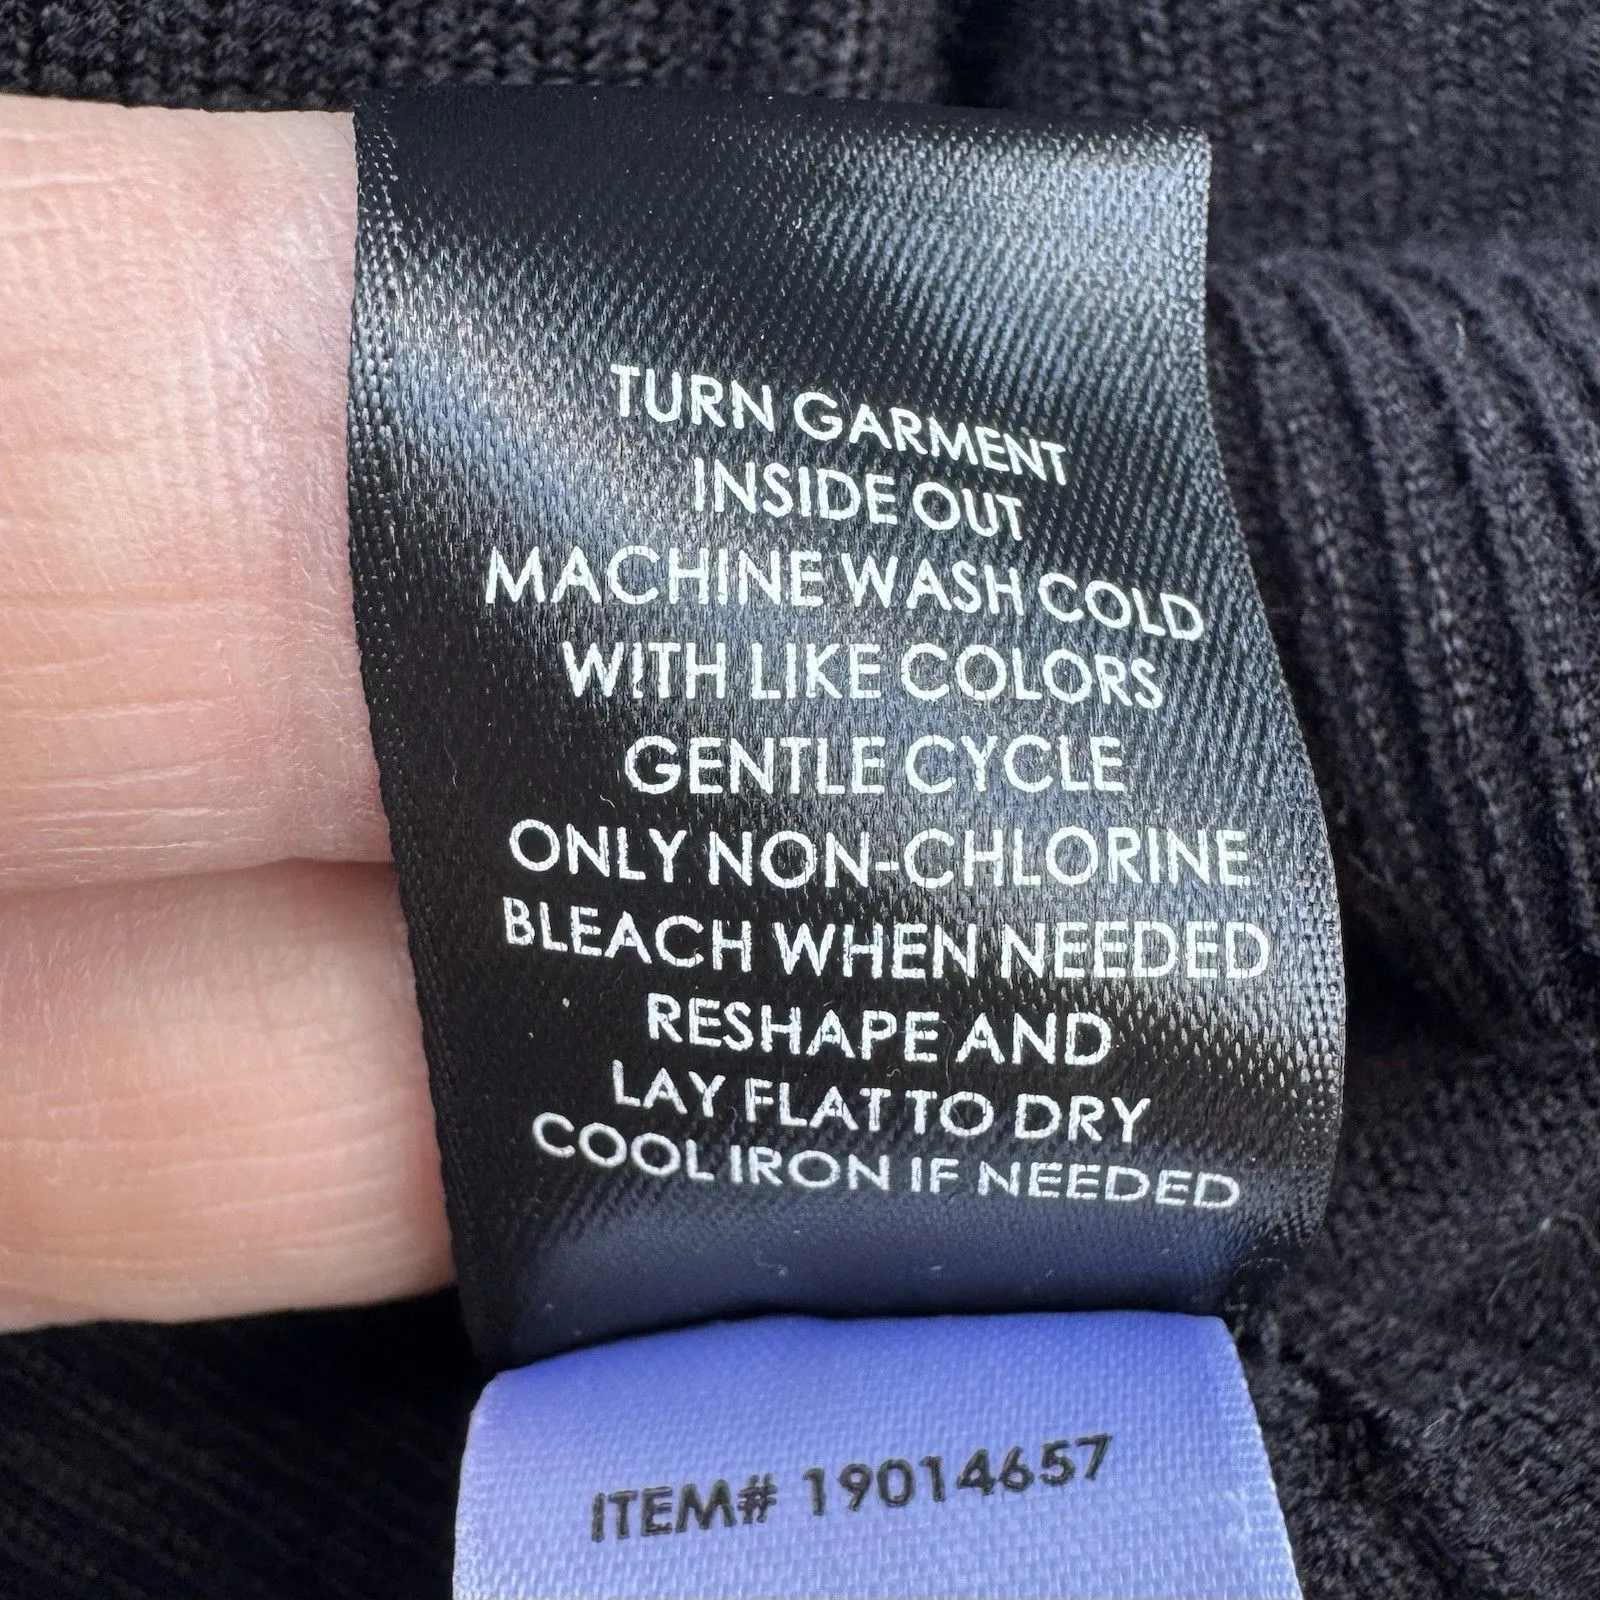 TURN GARMENT
INSIDE OUT
MACHINE WASH COLD
WITH LIKE COLORS
GENTLE CYCLE
ONLY NON-CHLORINE
BLEACH WHEN NEEDED
RESHAPE AND
LAY FLAT TO DRY
COOL IRON IF NEEDED
ITEM# 19014657